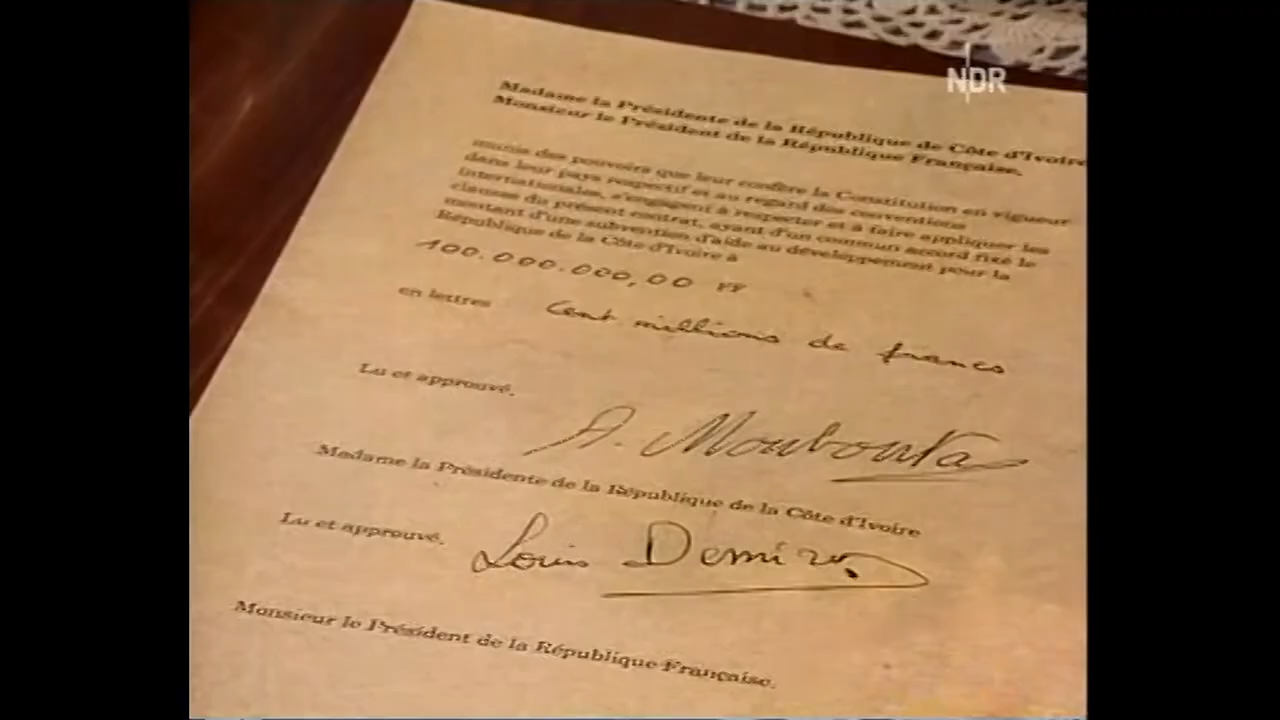 NDR
Madame la Présidente de la République de Côte d'Ivoire
Monsieur le Président de la République Française,
munis des pouvoirs que leur confère la Constitution en vigueur
dans leur pays respectif et au regard des conventions
internationales, s'engagent à respecter et à faire appliquer les
clauses du présent contrat, ayant d'un commun accord fixé le
montant d'une subvention d'aide au développement pour la
République de la Côte d'Ivoire à
100.000.000,00 FF
en lettres Cent millions de francs
Lu et approuvé,
A. Moubouta
Madame la Présidente de la République de la Côte d'Ivoire
Lu et approuvé,
Louis Demi
Monsieur le Président de la République Française.